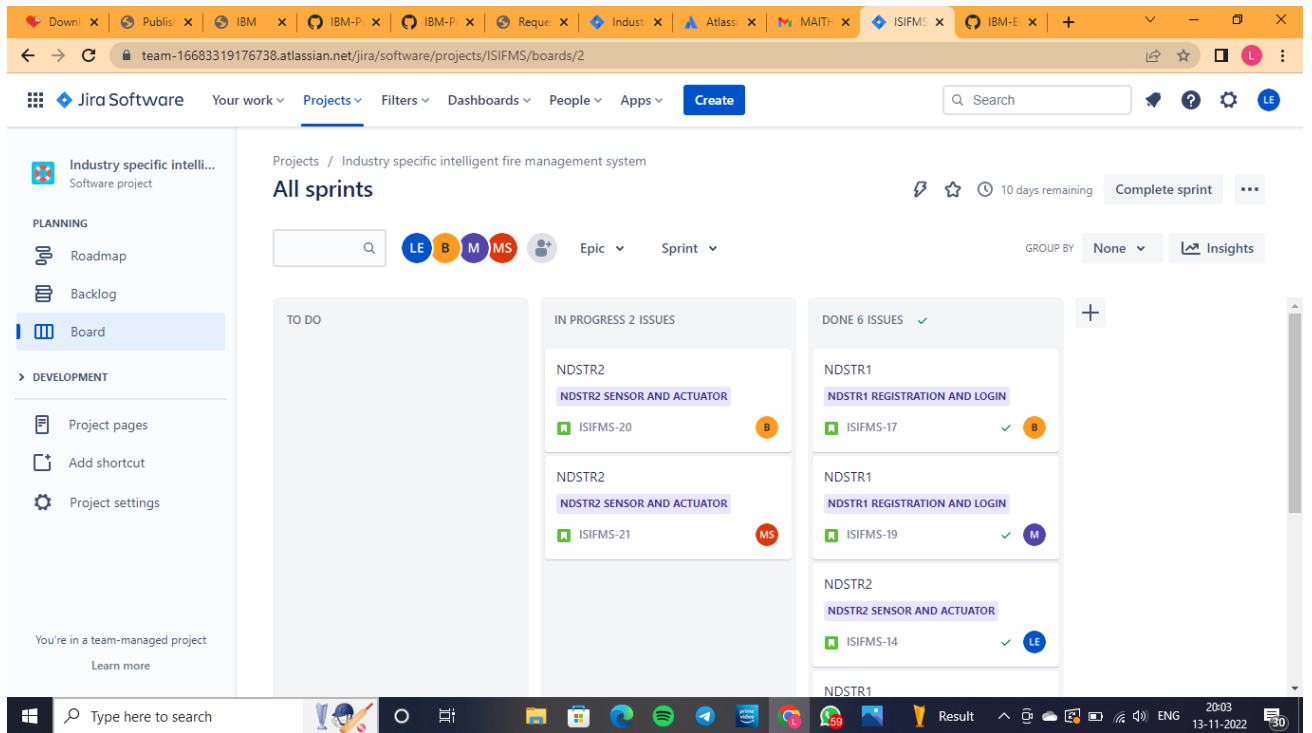 Downl Publis IBM IBM-P IBM-P Reque Indust Atlassi MAITH ISIFMS IBM-E
team-16683319176738.atlassian.net/jira/software/projects/ISIFMS/boards/2 L
Jira Software Your work Projects Filters Dashboards People Apps Create Search LE
Industry specific intelli...
Software project
PLANNING
Roadmap
Backlog
Board
DEVELOPMENT
Project pages
Add shortcut
Project settings
You're in a team-managed project
Learn more
Projects / Industry specific intelligent fire management system
All sprints
10 days remaining Complete sprint
LE B M MS Epic Sprint GROUP BY None Insights
TO DO
IN PROGRESS 2 ISSUES
NDSTR2
NDSTR2 SENSOR AND ACTUATOR
ISIFMS-20 B
NDSTR2
NDSTR2 SENSOR AND ACTUATOR
ISIFMS-21 MS
DONE 6 ISSUES
NDSTR1
NDSTR1 REGISTRATION AND LOGIN
ISIFMS-17 B
NDSTR1
NDSTR1 REGISTRATION AND LOGIN
ISIFMS-19 M
NDSTR2
NDSTR2 SENSOR AND ACTUATOR
ISIFMS-14 LE
NDSTR1
Type here to search prime video 59 Result ENG 20:03
13-11-2022 30